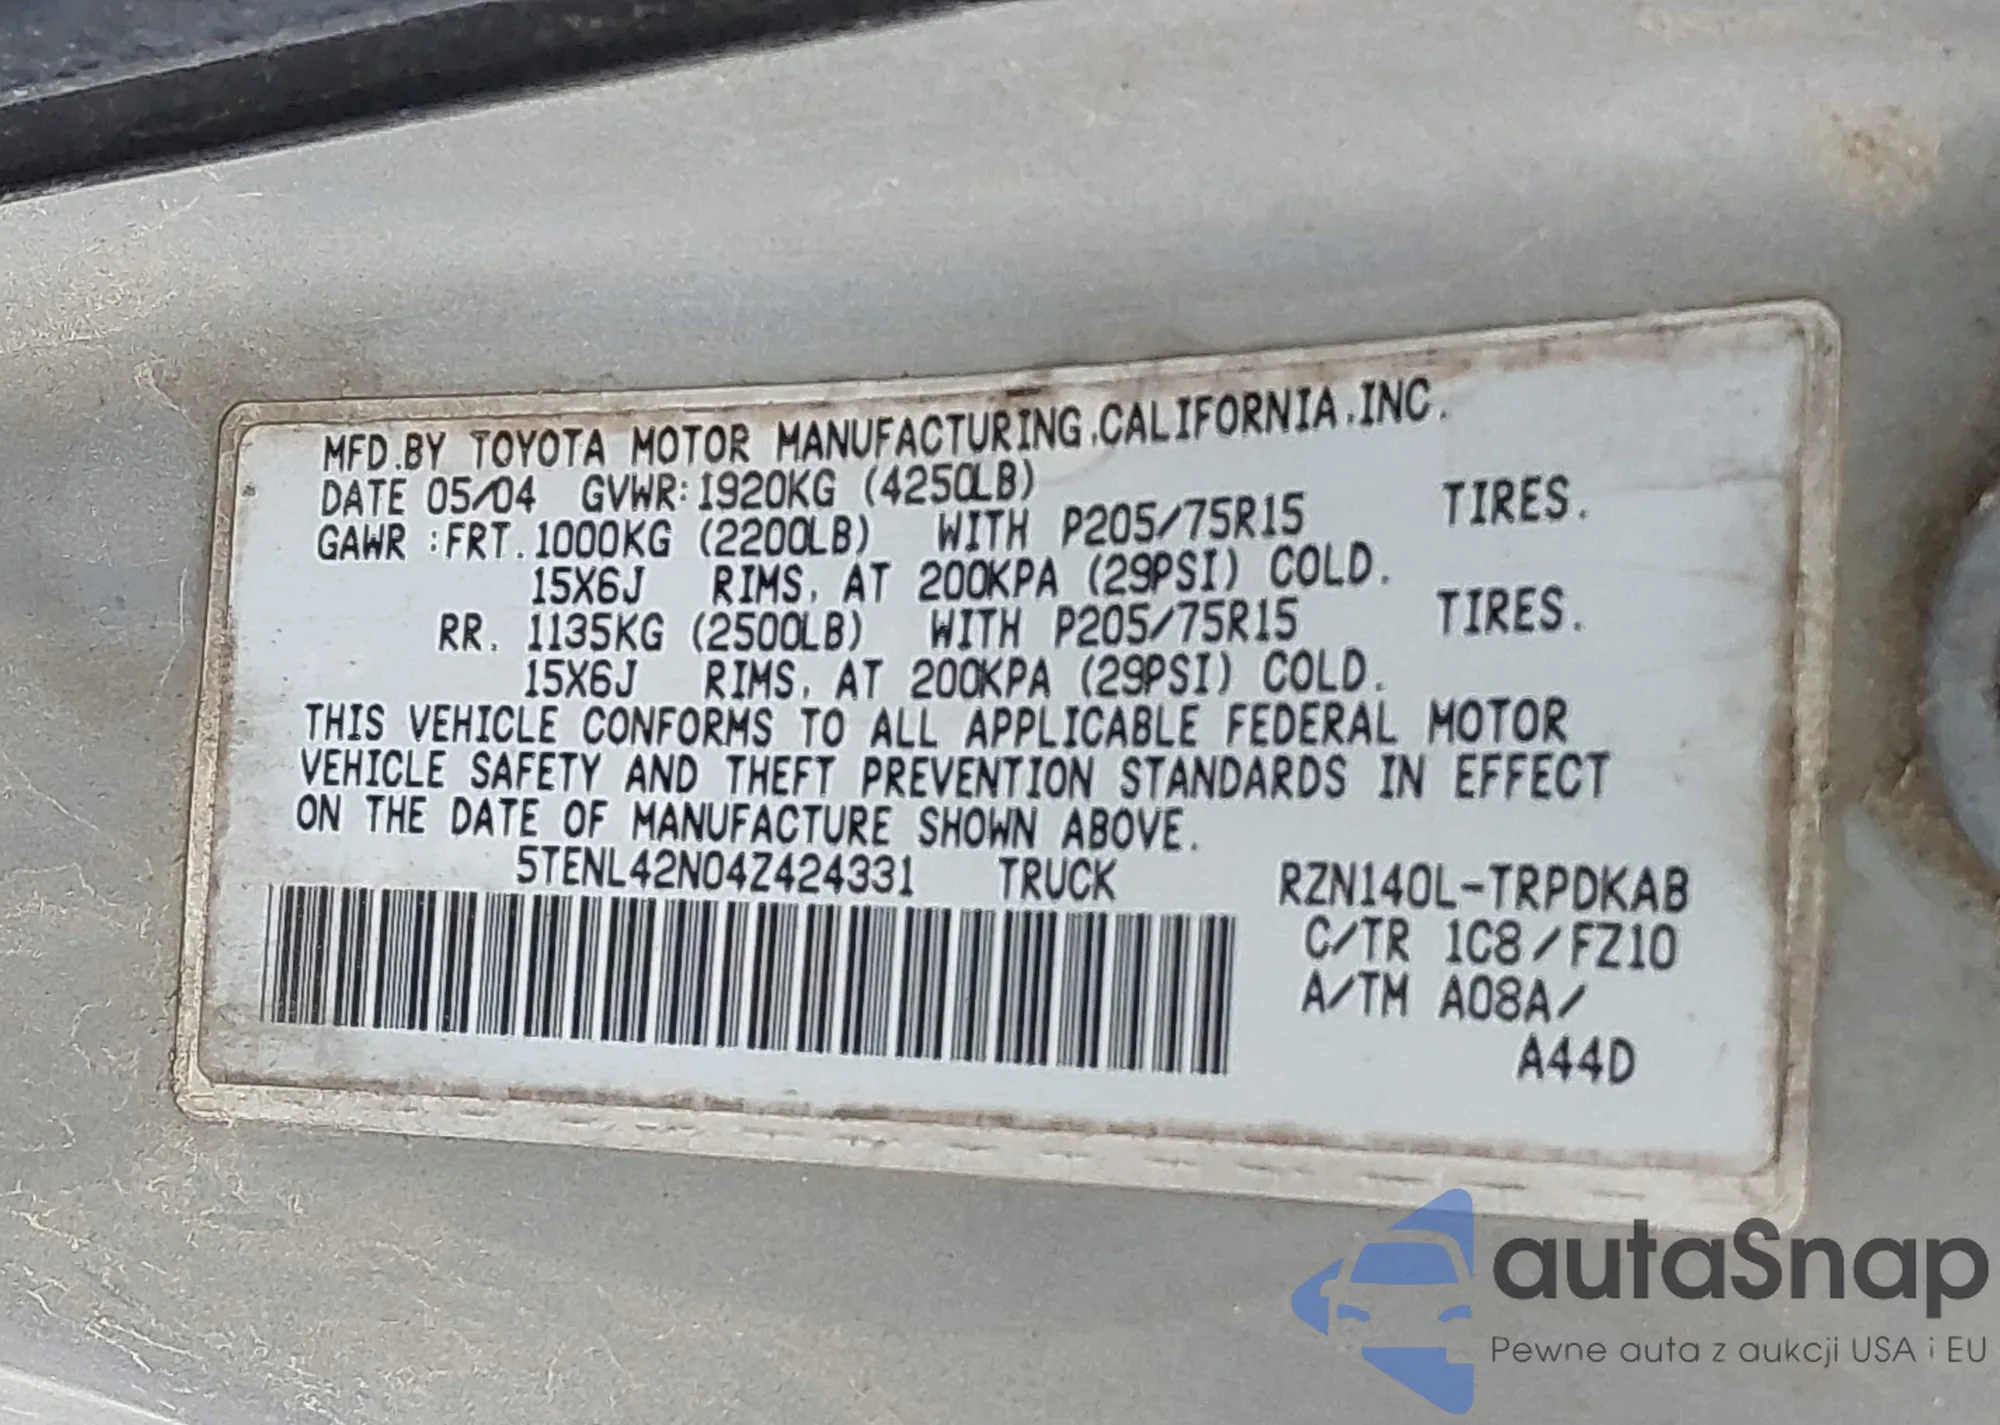 MFD.BY TOYOTA MOTOR MANUFACTURING,CALIFORNIA,INC.
DATE 05/04 GVWR:1920KG (4250LB)
GAWR :FRT.1000KG (2200LB) WITH P205/75R15 TIRES.
15X6J RIMS, AT 200KPA (29PSI) COLD.
RR. 1135KG (2500LB) WITH P205/75R15 TIRES.
15X6J RIMS, AT 200KPA (29PSI) COLD.
THIS VEHICLE CONFORMS TO ALL APPLICABLE FEDERAL MOTOR
VEHICLE SAFETY AND THEFT PREVENTION STANDARDS IN EFFECT
ON THE DATE OF MANUFACTURE SHOWN ABOVE.
5TENL42N04Z424331 TRUCK RZN140L-TRPDKAB
C/TR 1C8/FZ10
A/TM A08A/
A44D
autaSnap
Pewne auta z aukcji USA i EU